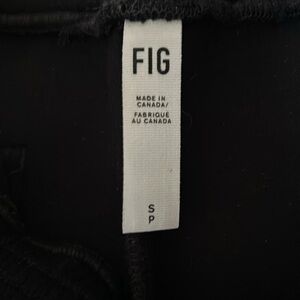 FIG
MADE IN
CANADA/
FABRIQUÉ
AU CANADA
S
P